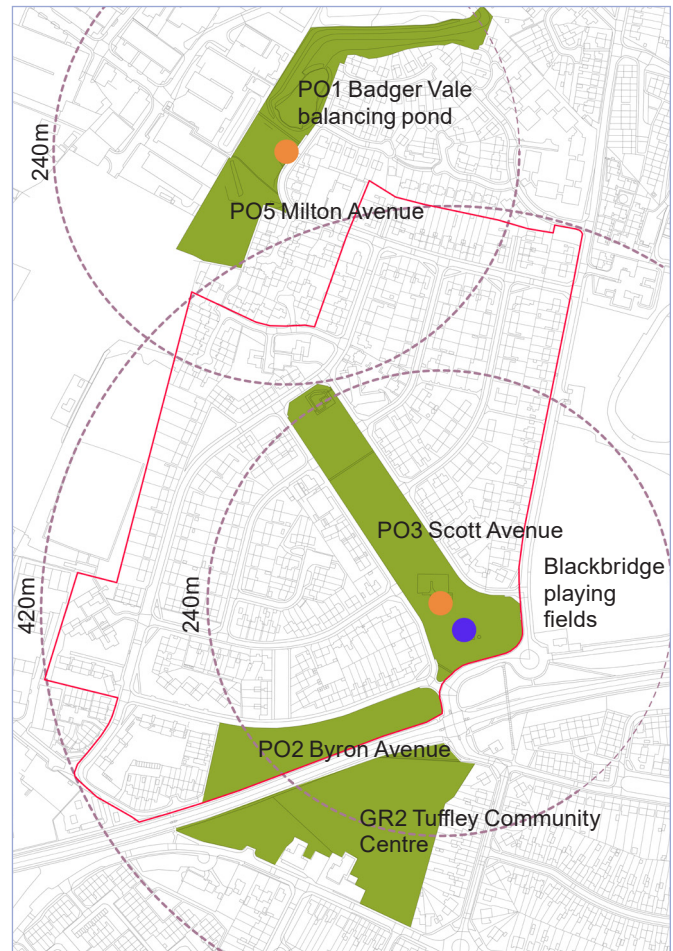 PO1 Badger Vale
balancing pond
240m
PO5 Milton Avenue
PO3 Scott Avenue
Blackbridge
playing
fields
420m
240m
PO2 Byron Avenue
GR2 Tuffley Community
Centre